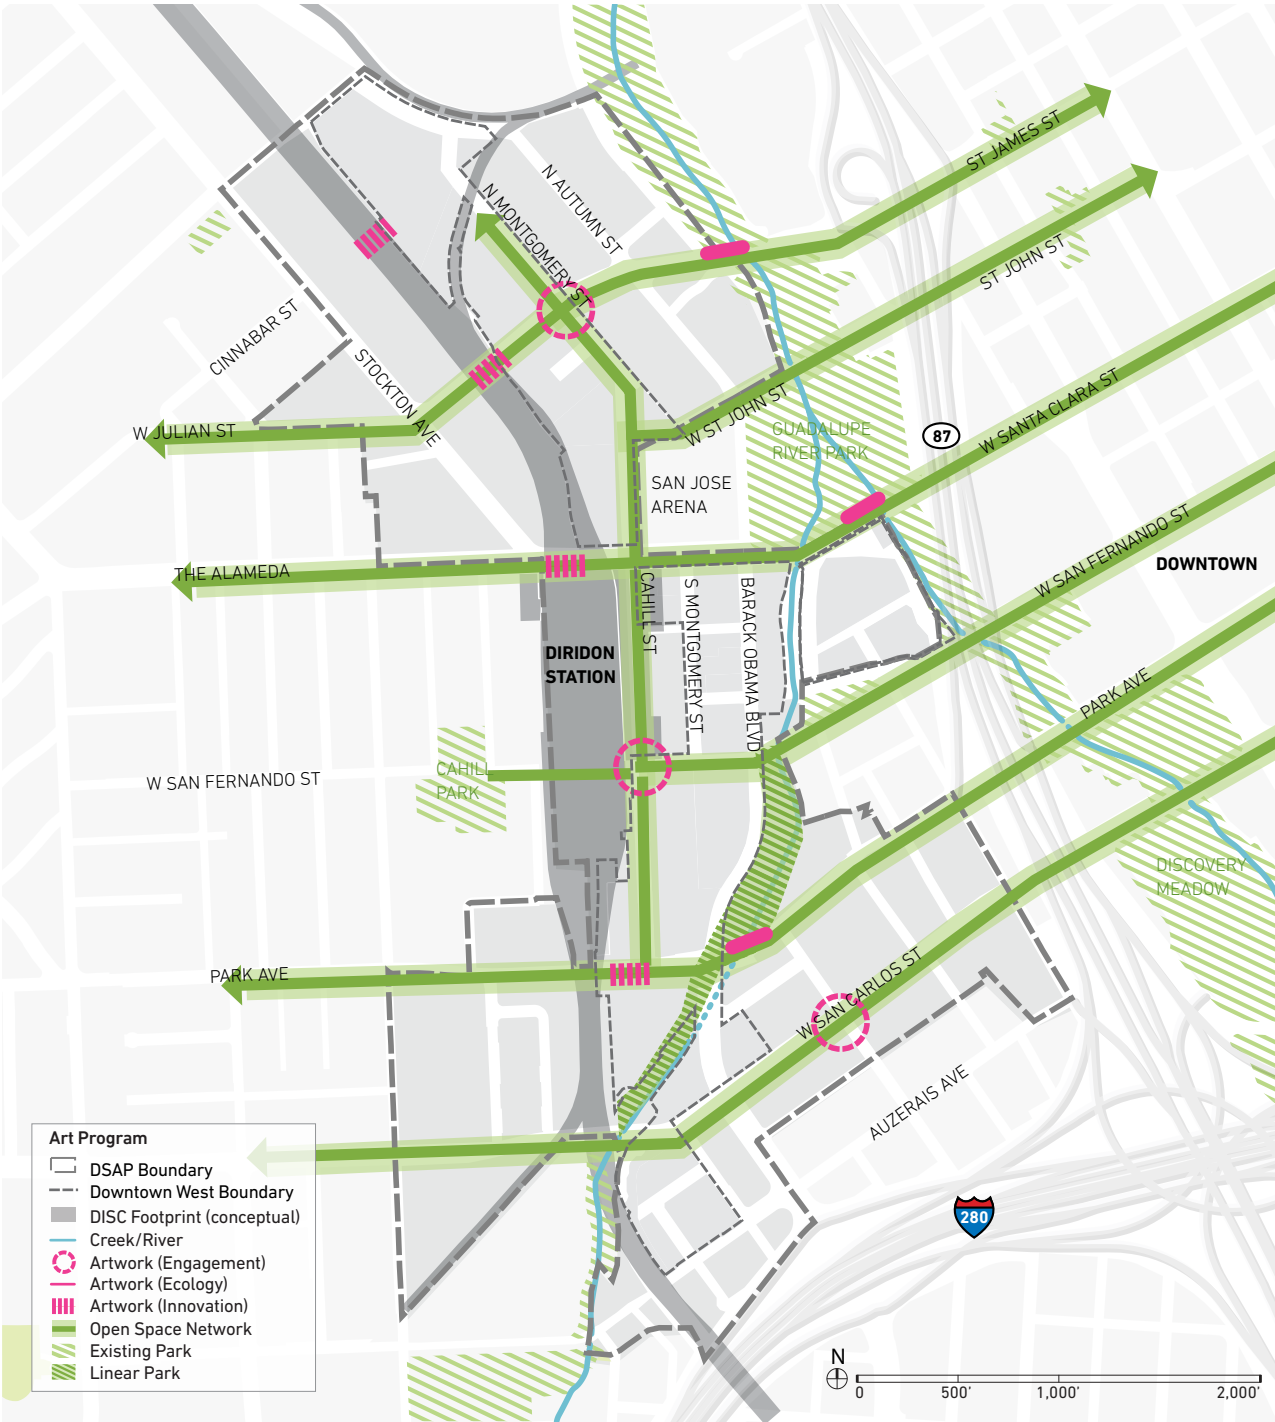 ST JAMES ST
N AUTUMN ST
N MONTGOMERY ST
ST JOHN ST
CINNABAR ST
STOCKTON AVE
W JULIAN ST
W ST JOHN ST
GUADALUPE
RIVER PARK
87
W SANTA CLARA ST
SAN JOSE
ARENA
W SAN FERNANDO ST
DOWNTOWN
THE ALAMEDA
CAHILL ST
S MONTGOMERY ST
BARACK OBAMA BLVD
DIRIDON
STATION
PARK AVE
W SAN FERNANDO ST
CAHILL
PARK
DISCOVERY
MEADOW
PARK AVE
W SAN CARLOS ST
AUZERAIS AVE
280
Art Program
DSAP Boundary
Downtown West Boundary
DISC Footprint (conceptual)
Creek/River
Artwork (Engagement)
Artwork (Ecology)
Artwork (Innovation)
Open Space Network
Existing Park
Linear Park
N
0 500' 1,000' 2,000'